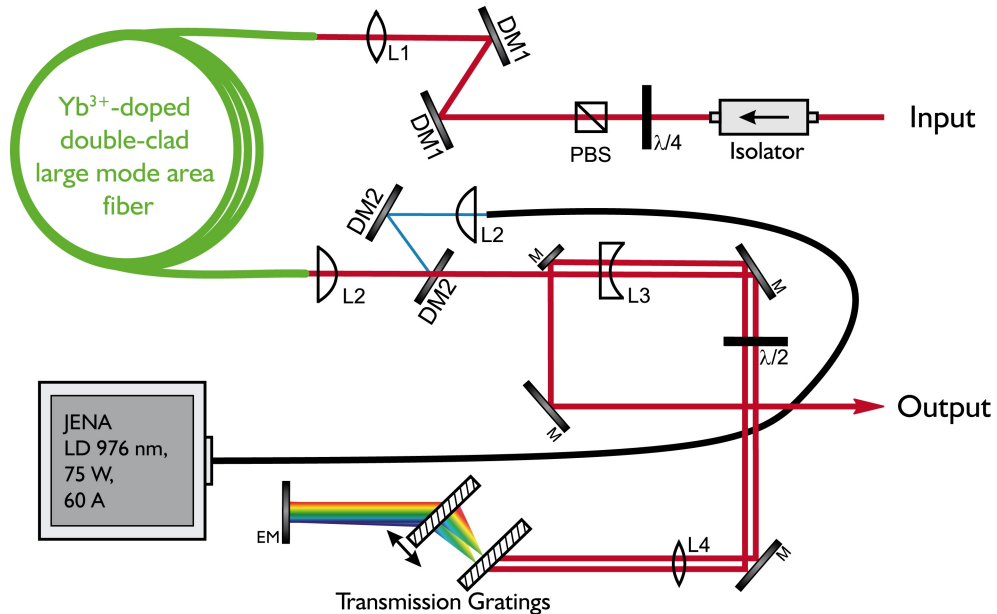 L1
DM1
DM1
PBS
λ/4
Isolator
Input
Yb³⁺-doped
double-clad
large mode area
fiber
DM2
L2
L2
DM2
M
L3
M
λ/2
M
Output
JENA
LD 976 nm,
75 W,
60 A
EM
L4
M
Transmission Gratings